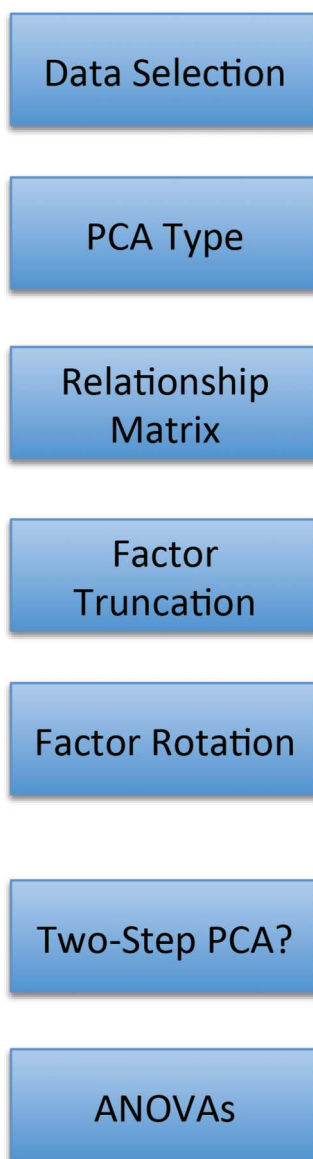 Data Selection
PCA Type
Relationship
Matrix
Factor
Truncation
Factor Rotation
Two-Step PCA?
ANOVAs